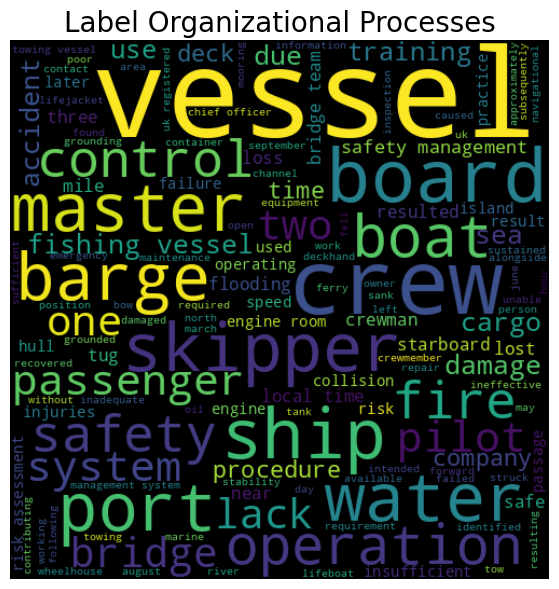 Label Organizational Processes
towing vessel poor use deck due information training
contact area mooring approximately subsequently
later lifejacket uk registered vessel bridge team inspection practice navigational
accident three found chief officer caused uk
grounding container september safety management
control loss channel board
mile failure time equipment
master open two resulted island result
fishing vessel used fell work boat sea sustained
sufficient emergency maintenance operating deckhand alongside
barge flooding crew june hour
position bow required speed ferry owner sank left unable person
one damaged north march engine room crewman cargo
hull grounded tug skipper crewmember starboard lost
recovered collision repair damage
passenger local time ineffective
without inadequate engine risk fire may
injuries oil tank
safety ship pilot passage
system procedure company
risk assessment management system stability intended forward struck
near day available failed safe
contributing port lack water requirement identified resulting
working following towing marine
bridge operation
wheelhouse august river lifeboat insufficient tow